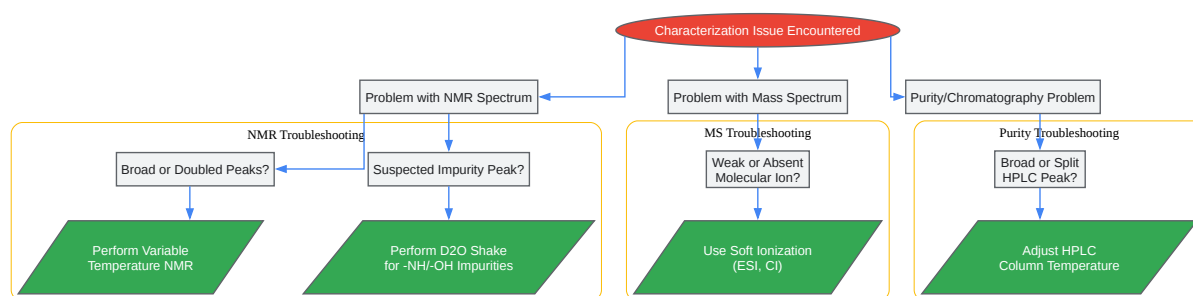 Characterization Issue Encountered
Problem with NMR Spectrum
Problem with Mass Spectrum
Purity/Chromatography Problem
NMR Troubleshooting
MS Troubleshooting
Purity Troubleshooting
Broad or Doubled Peaks?
Suspected Impurity Peak?
Weak or Absent
Molecular Ion?
Broad or Split
HPLC Peak?
Perform Variable
Temperature NMR
Perform D2O Shake
for -NH/-OH Impurities
Use Soft Ionization
(ESI, CI)
Adjust HPLC
Column Temperature